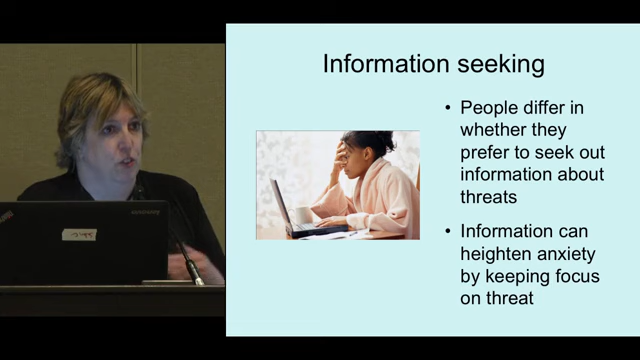 Information seeking
• People differ in
whether they
prefer to seek out
information about
threats
• Information can
heighten anxiety
by keeping focus
on threat